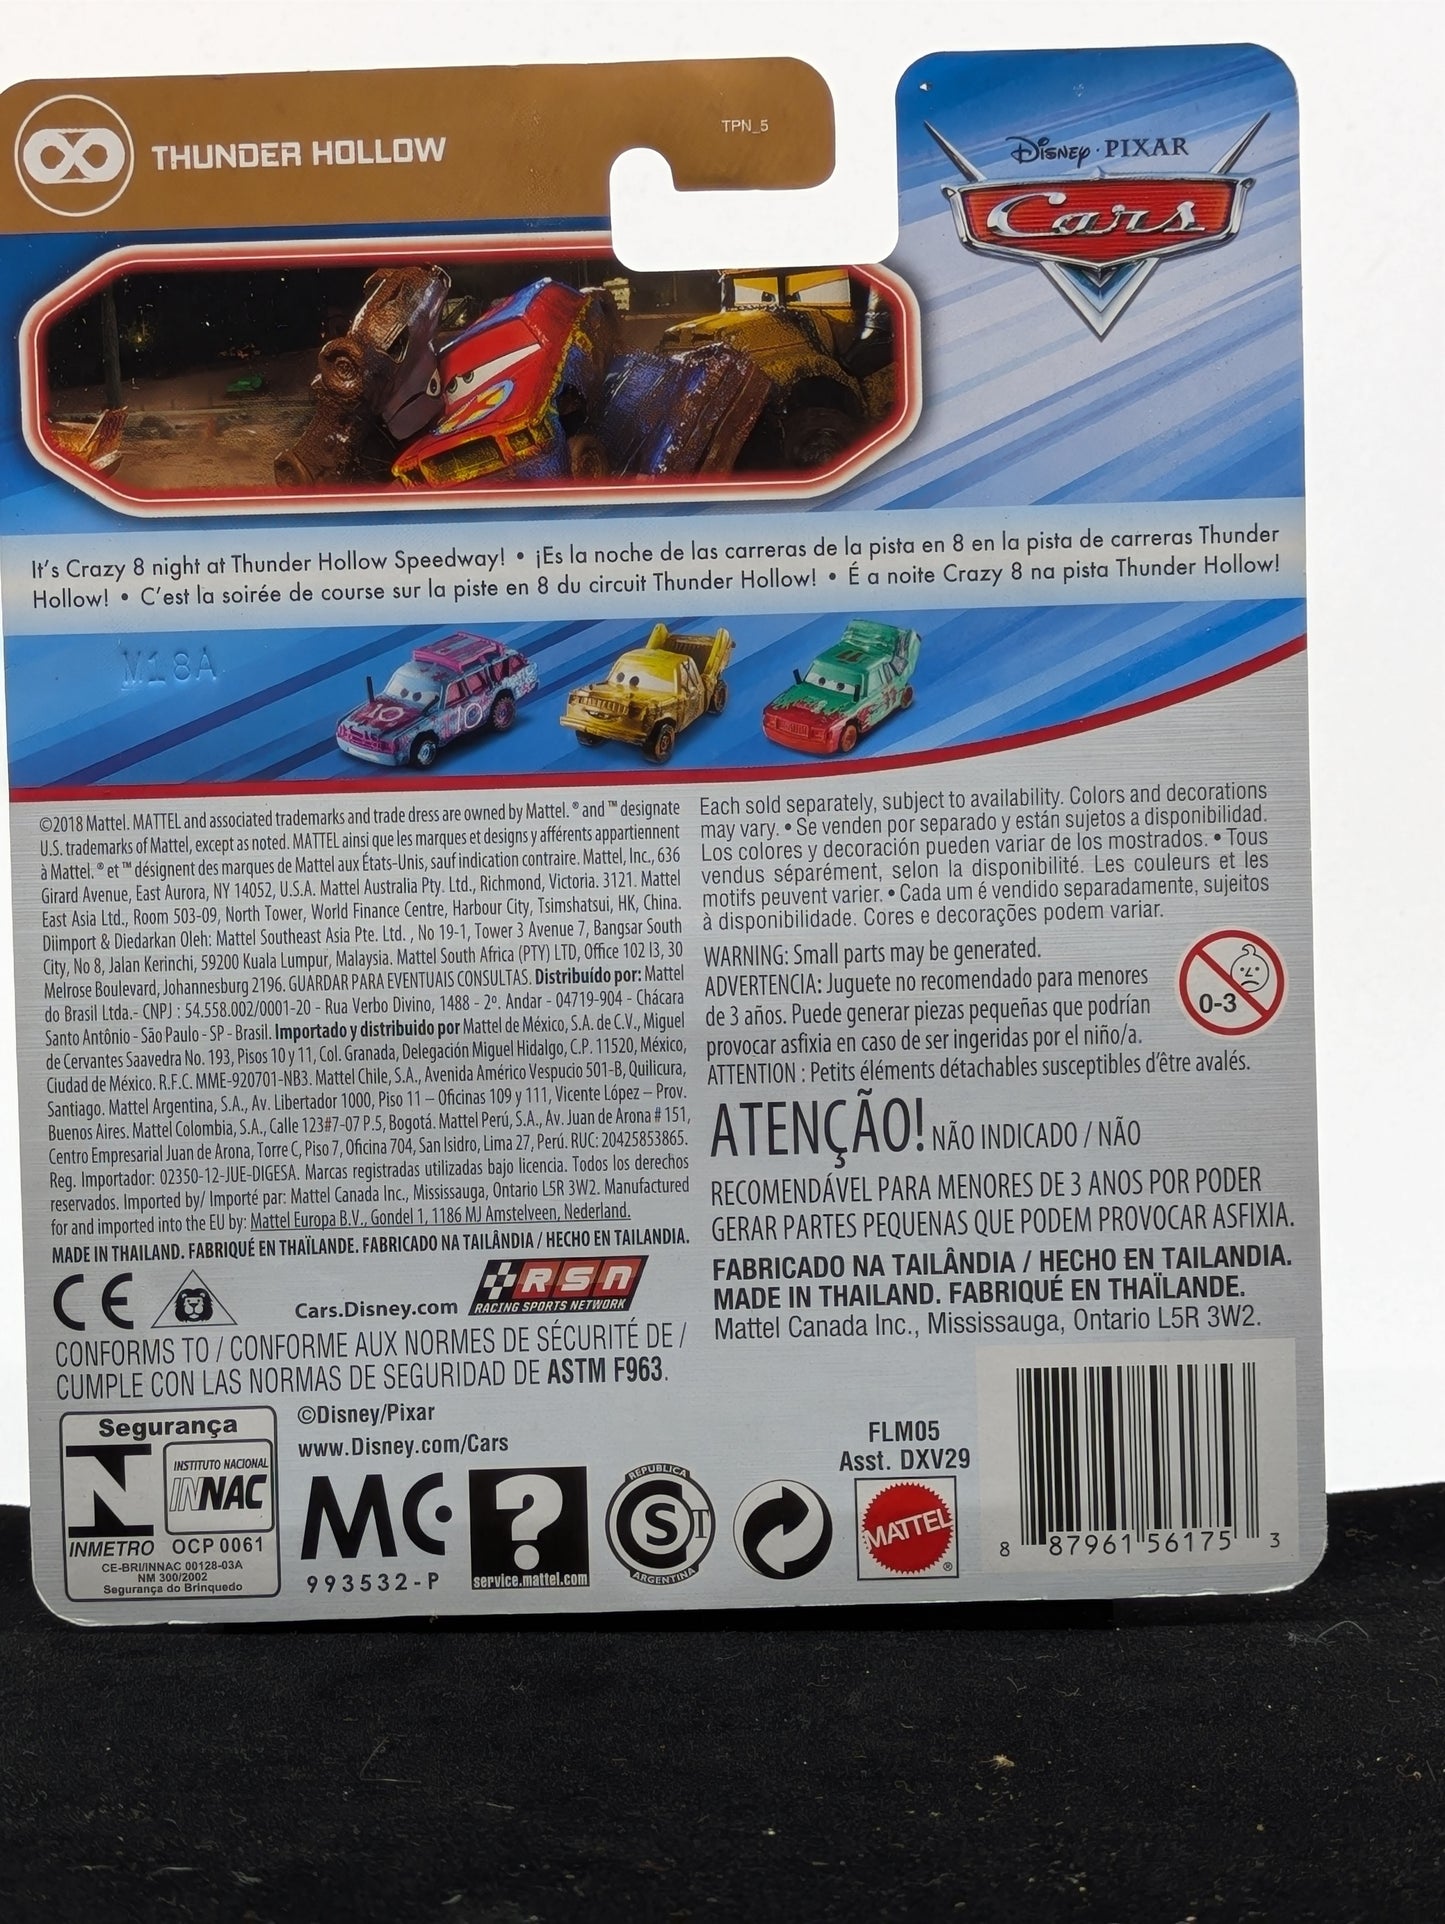 THUNDER HOLLOW
TPN_5
Disney·PIXAR
Cars
It's Crazy 8 night at Thunder Hollow Speedway! • ¡Es la noche de las carreras de la pista en 8 en la pista de carreras Thunder
Hollow! • C'est la soirée de course sur la piste en 8 du circuit Thunder Hollow! • É a noite Crazy 8 na pista Thunder Hollow!
M18A
10
10
©2018 Mattel. MATTEL and associated trademarks and trade dress are owned by Mattel. ® and ™ designate
U.S. trademarks of Mattel, except as noted. MATTEL ainsi que les marques et designs y afférents appartiennent
à Mattel. ® et ™ désignent des marques de Mattel aux États-Unis, sauf indication contraire. Mattel, Inc., 636
Girard Avenue, East Aurora, NY 14052, U.S.A. Mattel Australia Pty. Ltd., Richmond, Victoria. 3121. Mattel
East Asia Ltd., Room 503-09, North Tower, World Finance Centre, Harbour City, Tsimshatsui, HK, China.
Diimport & Diedarkan Oleh: Mattel Southeast Asia Pte. Ltd. , No 19-1, Tower 3 Avenue 7, Bangsar South
City, No 8, Jalan Kerinchi, 59200 Kuala Lumpur, Malaysia. Mattel South Africa (PTY) LTD, Office 102 I3, 30
Melrose Boulevard, Johannesburg 2196. GUARDAR PARA EVENTUAIS CONSULTAS. Distribuído por: Mattel
do Brasil Ltda.- CNPJ : 54.558.002/0001-20 - Rua Verbo Divino, 1488 - 2º. Andar - 04719-904 - Chácara
Santo Antônio - São Paulo - SP - Brasil. Importado y distribuido por Mattel de México, S.A. de C.V., Miguel
de Cervantes Saavedra No. 193, Pisos 10 y 11, Col. Granada, Delegación Miguel Hidalgo, C.P. 11520, México,
Ciudad de México. R.F.C. MME-920701-NB3. Mattel Chile, S.A., Avenida Américo Vespucio 501-B, Quilicura,
Santiago. Mattel Argentina, S.A., Av. Libertador 1000, Piso 11 – Oficinas 109 y 111, Vicente López – Prov.
Buenos Aires. Mattel Colombia, S.A., Calle 123#7-07 P.5, Bogotá. Mattel Perú, S.A., Av. Juan de Arona # 151,
Centro Empresarial Juan de Arona, Torre C, Piso 7, Oficina 704, San Isidro, Lima 27, Perú. RUC: 20425853865.
Reg. Importador: 02350-12-JUE-DIGESA. Marcas registradas utilizadas bajo licencia. Todos los derechos
reservados. Imported by/ Importé par: Mattel Canada Inc., Mississauga, Ontario L5R 3W2. Manufactured
for and imported into the EU by: Mattel Europa B.V., Gondel 1, 1186 MJ Amstelveen, Nederland.
MADE IN THAILAND. FABRIQUÉ EN THAÏLANDE. FABRICADO NA TAILÂNDIA / HECHO EN TAILANDIA.
CE
Cars.Disney.com
RSN
RACING SPORTS NETWORK
CONFORMS TO / CONFORME AUX NORMES DE SÉCURITÉ DE /
CUMPLE CON LAS NORMAS DE SEGURIDAD DE ASTM F963.
Each sold separately, subject to availability. Colors and decorations
may vary. • Se venden por separado y están sujetos a disponibilidad.
Los colores y decoración pueden variar de los mostrados. • Tous
vendus séparément, selon la disponibilité. Les couleurs et les
motifs peuvent varier. • Cada um é vendido separadamente, sujeitos
à disponibilidade. Cores e decorações podem variar.
WARNING: Small parts may be generated.
ADVERTENCIA: Juguete no recomendado para menores
de 3 años. Puede generar piezas pequeñas que podrían
provocar asfixia en caso de ser ingeridas por el niño/a.
ATTENTION : Petits éléments détachables susceptibles d'être avalés.
0-3
ATENÇÃO! NÃO INDICADO / NÃO
RECOMENDÁVEL PARA MENORES DE 3 ANOS POR PODER
GERAR PARTES PEQUENAS QUE PODEM PROVOCAR ASFIXIA.
FABRICADO NA TAILÂNDIA / HECHO EN TAILANDIA.
MADE IN THAILAND. FABRIQUÉ EN THAÏLANDE.
Mattel Canada Inc., Mississauga, Ontario L5R 3W2.
Segurança
INSTITUTO NACIONAL
INNAC
INMETRO OCP 0061
CE-BRI/INNAC 00128-03A
NM 300/2002
Segurança do Brinquedo
©Disney/Pixar
www.Disney.com/Cars
MC
993532-P
?
service.mattel.com
REPUBLICA
S T
ARGENTINA
FLM05
Asst. DXV29
MATTEL®
8 87961 56175 3